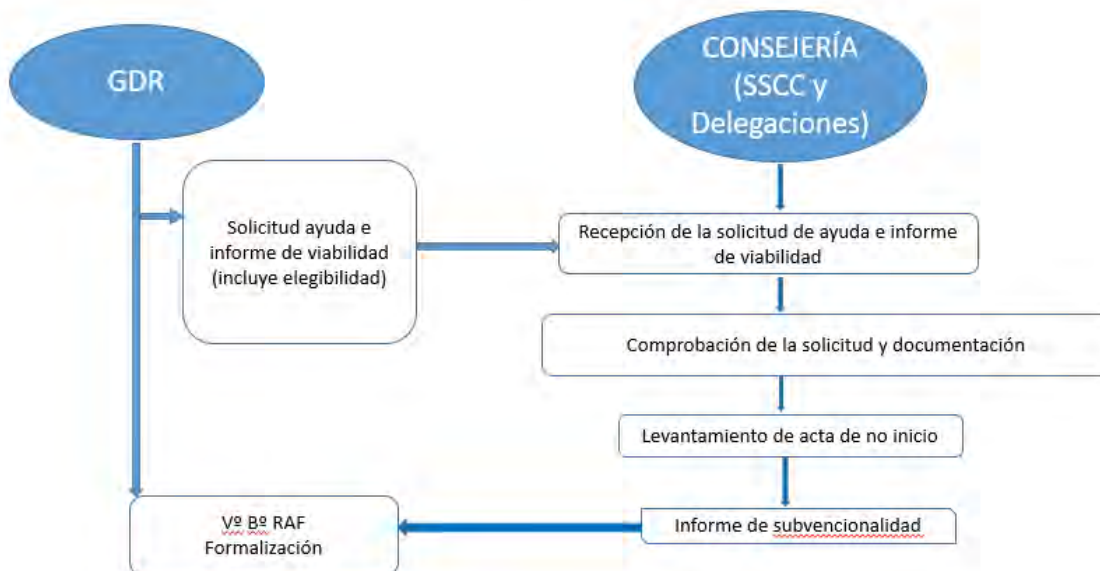 GDR
CONSEJERÍA
(SSCC y
Delegaciones)
Solicitud ayuda e
informe de viabilidad
(incluye elegibilidad)
Recepción de la solicitud de ayuda e informe
de viabilidad
Comprobación de la solicitud y documentación
Levantamiento de acta de no inicio
Vº Bº RAF
Formalización
Informe de subvencionalidad